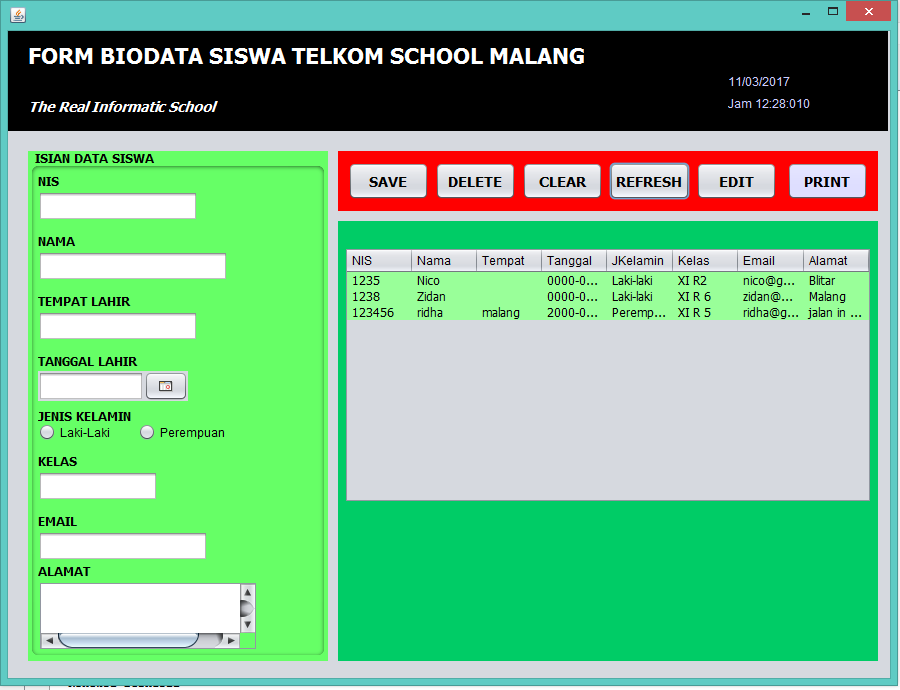 FORM BIODATA SISWA TELKOM SCHOOL MALANG
11/03/2017
The Real Informatic School
Jam 12:28:010
ISIAN DATA SISWA
NIS
NAMA
TEMPAT LAHIR
TANGGAL LAHIR
JENIS KELAMIN
Laki-Laki Perempuan
KELAS
EMAIL
ALAMAT
SAVE DELETE CLEAR REFRESH EDIT PRINT
NIS Nama Tempat Tanggal JKelamin Kelas Email Alamat
1235 Nico 0000-0... Laki-laki XI R2 nico@g... Blitar
1238 Zidan 0000-0... Laki-laki XI R 6 zidan@... Malang
123456 ridha malang 2000-0... Peremp... XI R 5 ridha@g... jalan in ...